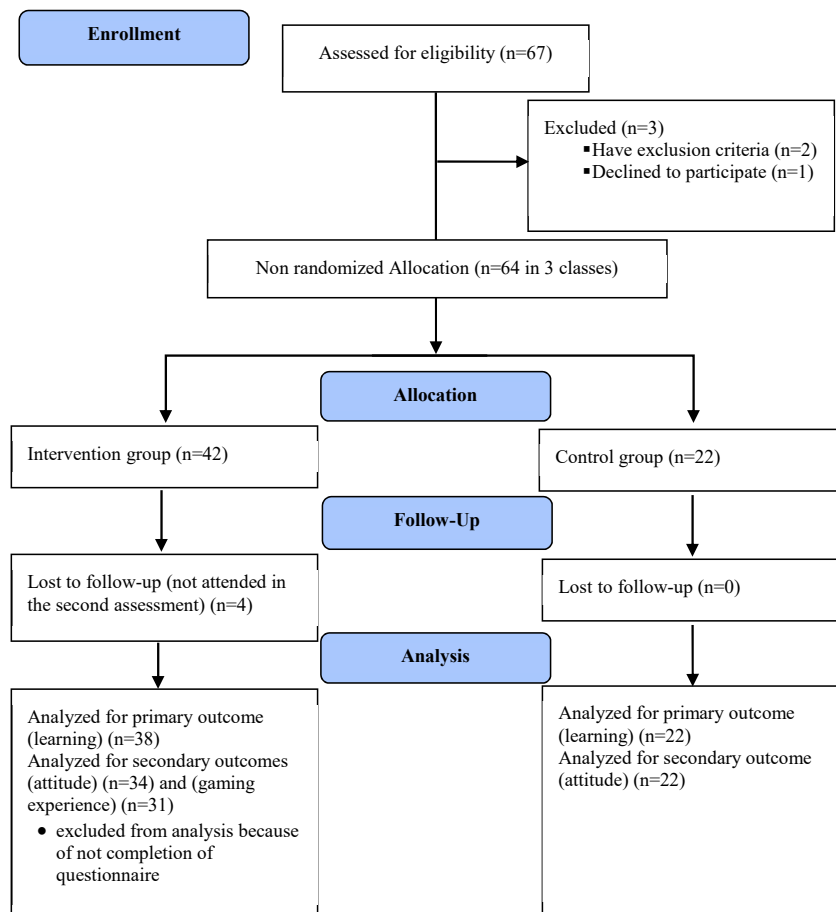 Enrollment
Assessed for eligibility (n=67)
Excluded (n=3)
▪Have exclusion criteria (n=2)
▪Declined to participate (n=1)
Non randomized Allocation (n=64 in 3 classes)
Allocation
Intervention group (n=42)
Control group (n=22)
Follow-Up
Lost to follow-up (not attended in
the second assessment) (n=4)
Lost to follow-up (n=0)
Analysis
Analyzed for primary outcome
(learning) (n=38)
Analyzed for secondary outcomes
(attitude) (n=34) and (gaming
experience) (n=31)
• excluded from analysis because
of not completion of
questionnaire
Analyzed for primary outcome
(learning) (n=22)
Analyzed for secondary outcome
(attitude) (n=22)